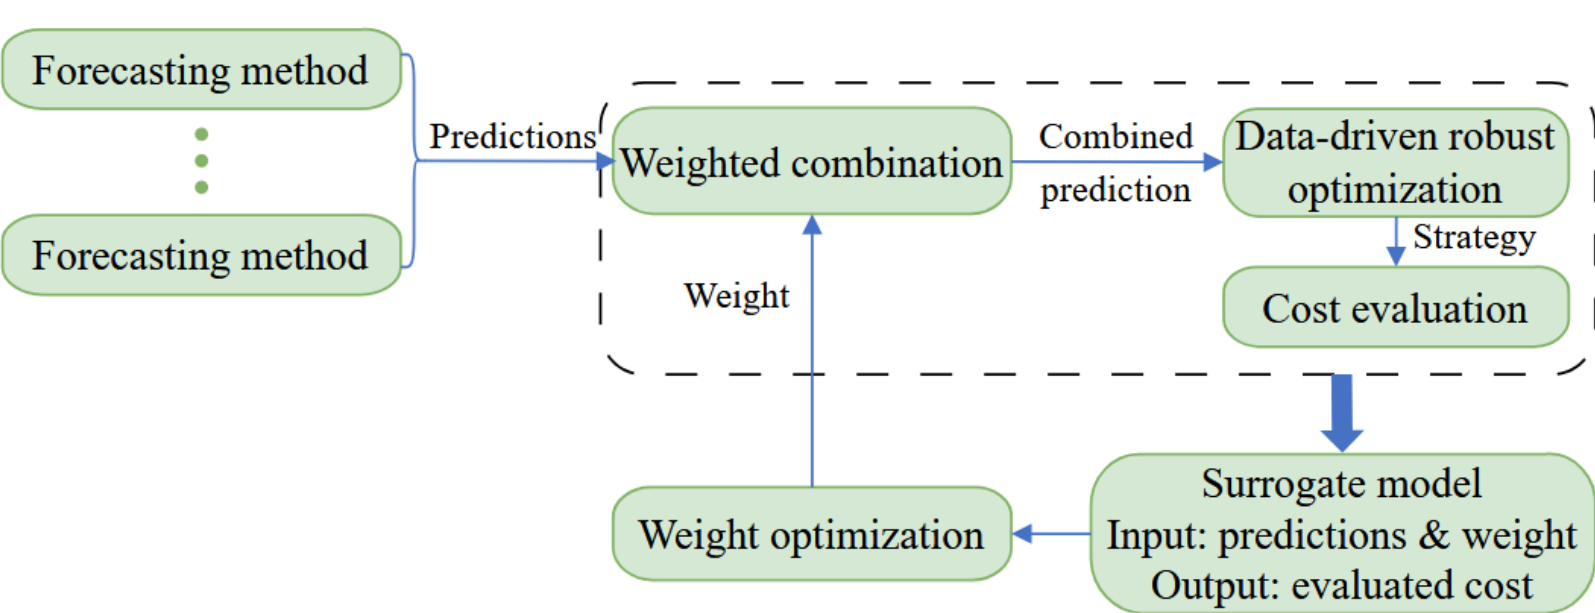 Forecasting method
Forecasting method
Predictions
Weighted combination
Combined
prediction
Data-driven robust
optimization
Strategy
Cost evaluation
Weight
Weight optimization
Surrogate model
Input: predictions & weight
Output: evaluated cost